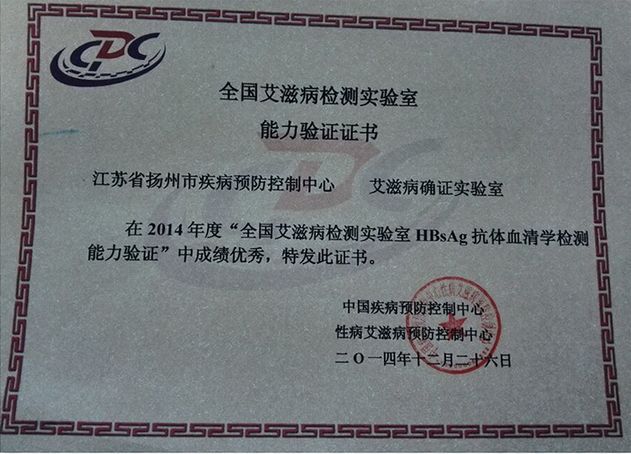 CDC
全国艾滋病检测实验室
能力验证证书
江苏省扬州市疾病预防控制中心 艾滋病确证实验室
在 2014 年度“全国艾滋病检测实验室 HBsAg 抗体血清学检测
能力验证”中成绩优秀，特发此证书。
中国疾病预防控制中心
性病艾滋病预防控制中心
二〇一四年十二月二十六日